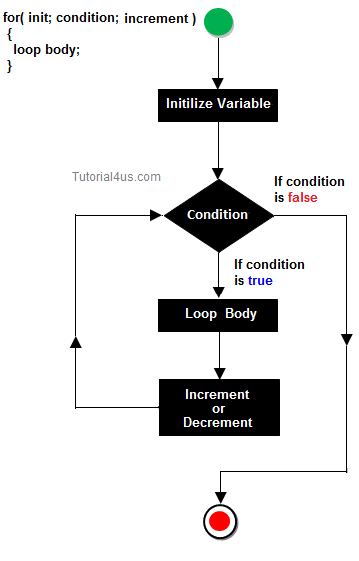 for( init; condition; increment )
{
loop body;
}
Initilize Variable
Tutorial4us.com
Condition
If condition
is false
If condition
is true
Loop Body
Increment
or
Decrement